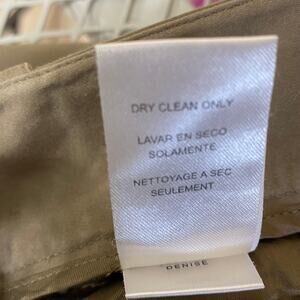 DRY CLEAN ONLY
LAVAR EN SECO
SOLAMENTE
NETTOYAGE A SEC
SEULEMENT
DENISE